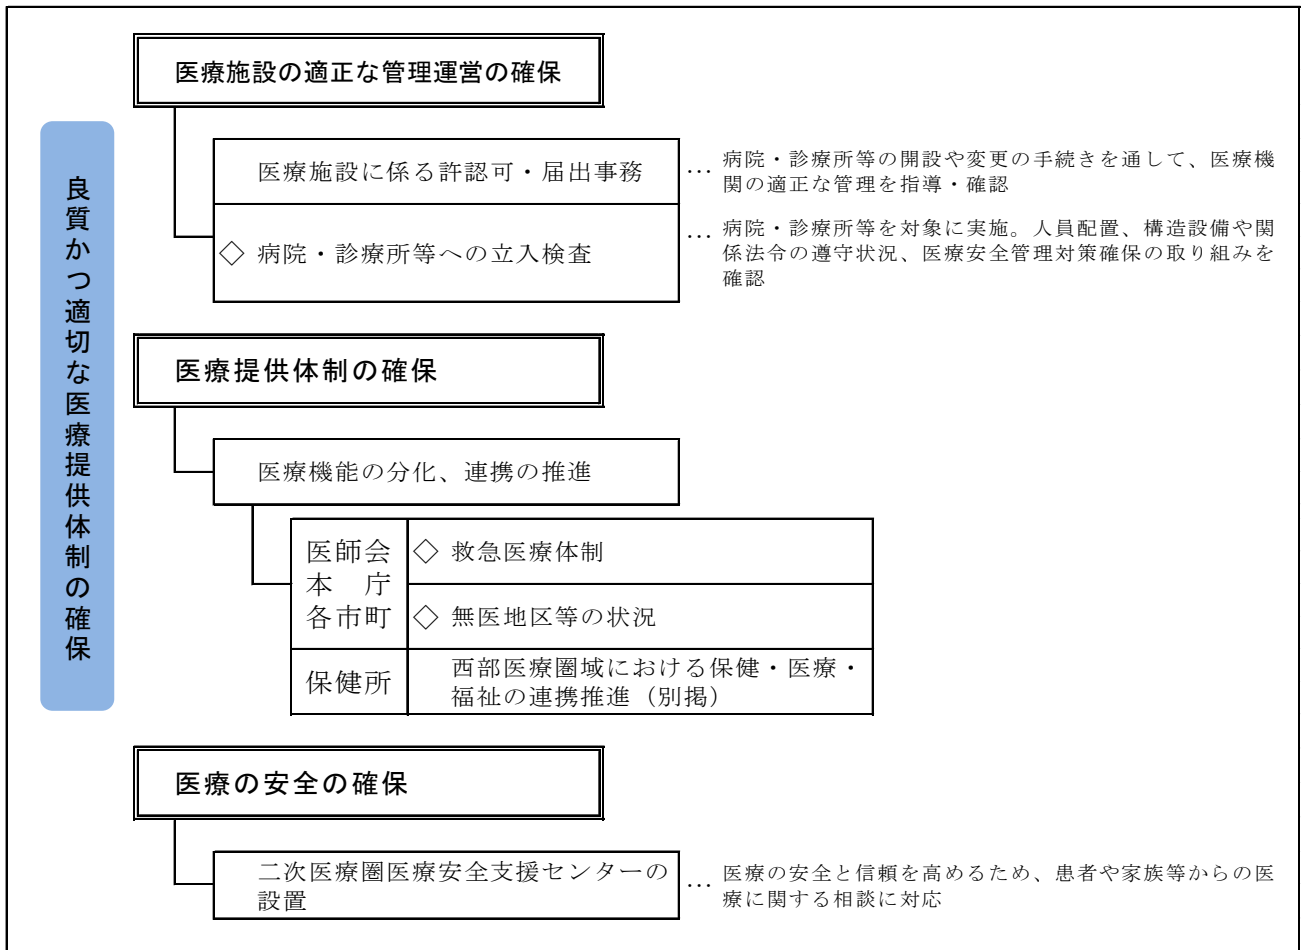 良質かつ適切な医療提供体制の確保
医療施設の適正な管理運営の確保
医療施設に係る許認可・届出事務
… 病院・診療所等の開設や変更の手続きを通して、医療機
関の適正な管理を指導・確認
◇ 病院・診療所等への立入検査
… 病院・診療所等を対象に実施。人員配置、構造設備や関
係法令の遵守状況、医療安全管理対策確保の取り組みを
確認
医療提供体制の確保
医療機能の分化、連携の推進
医師会
本 庁
各市町
◇ 救急医療体制
◇ 無医地区等の状況
保健所
西部医療圏域における保健・医療・
福祉の連携推進（別掲）
医療の安全の確保
二次医療圏医療安全支援センターの
設置
… 医療の安全と信頼を高めるため、患者や家族等からの医
療に関する相談に対応